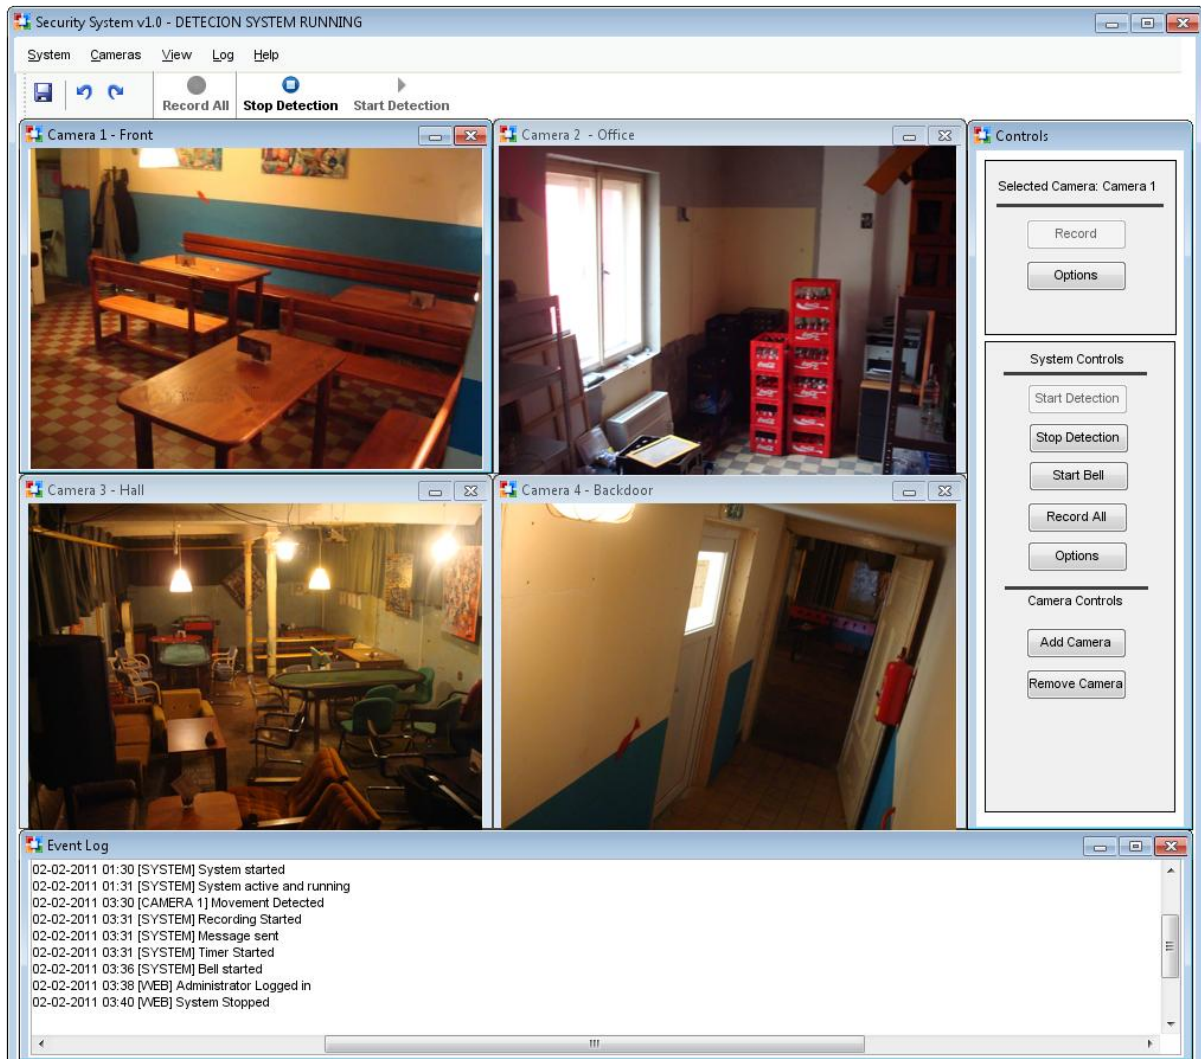 Security System v1.0 - DETECION SYSTEM RUNNING
System Cameras View Log Help
Record All Stop Detection Start Detection
Camera 1 - Front
Camera 2 - Office
Controls
Selected Camera: Camera 1
Record
Options
System Controls
Start Detection
Stop Detection
Start Bell
Record All
Options
Camera Controls
Add Camera
Remove Camera
Camera 3 - Hall
Camera 4 - Backdoor
Event Log
02-02-2011 01:30 [SYSTEM] System started
02-02-2011 01:31 [SYSTEM] System active and running
02-02-2011 03:30 [CAMERA 1] Movement Detected
02-02-2011 03:31 [SYSTEM] Recording Started
02-02-2011 03:31 [SYSTEM] Message sent
02-02-2011 03:31 [SYSTEM] Timer Started
02-02-2011 03:36 [SYSTEM] Bell started
02-02-2011 03:38 [WEB] Administrator Logged in
02-02-2011 03:40 [WEB] System Stopped